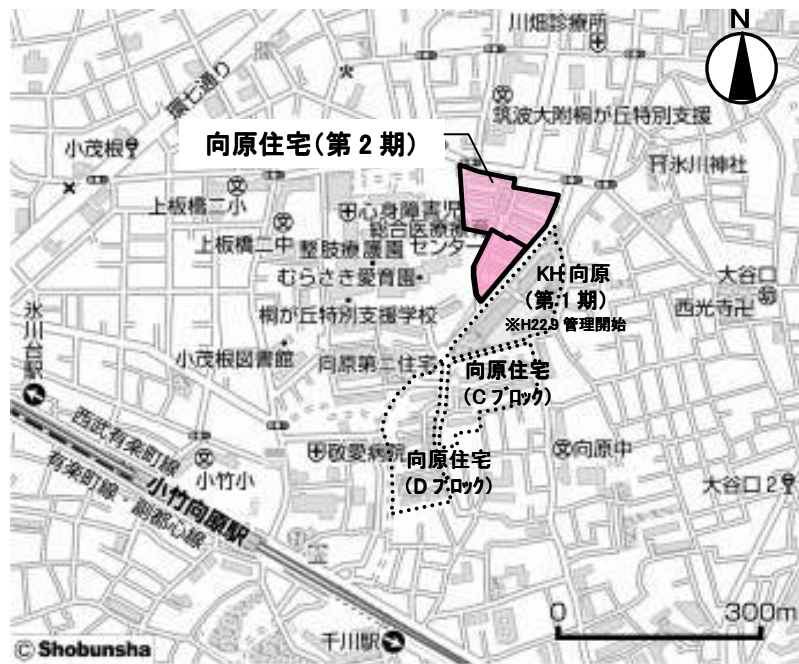 川畑診療所
N
環七通り
筑波大附桐が丘特別支援
小茂根
向原住宅(第2期)
氷川神社
上板橋二小
心身障害児
総合医療療育
センター
上板橋二中
整肢療護園
むらさき愛育園
KH向原
(第1期)
※H22.9管理開始
大谷口
西光寺
桐が丘特別支援学校
氷川台駅
小茂根図書館
向原第二住宅
向原住宅
(Cブロック)
西武有楽町線
有楽町線・副都心線
小竹向原駅
小竹小
敬愛病院
向原住宅
(Dブロック)
向原中
大谷口2
0 300m
千川駅
© Shobunsha